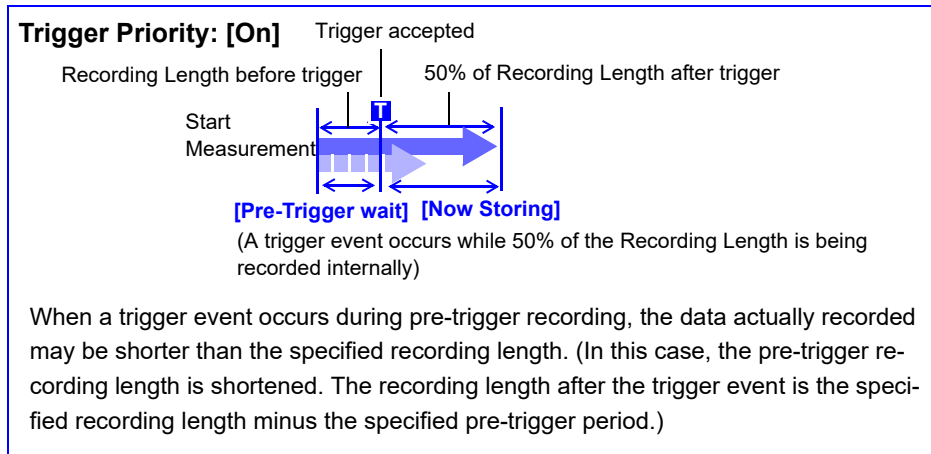 Trigger Priority: [On]
Trigger accepted
Recording Length before trigger
50% of Recording Length after trigger
T
Start
Measurement
[Pre-Trigger wait]
[Now Storing]
(A trigger event occurs while 50% of the Recording Length is being
recorded internally)
When a trigger event occurs during pre-trigger recording, the data actually recorded
may be shorter than the specified recording length. (In this case, the pre-trigger re-
cording length is shortened. The recording length after the trigger event is the speci-
fied recording length minus the specified pre-trigger period.)